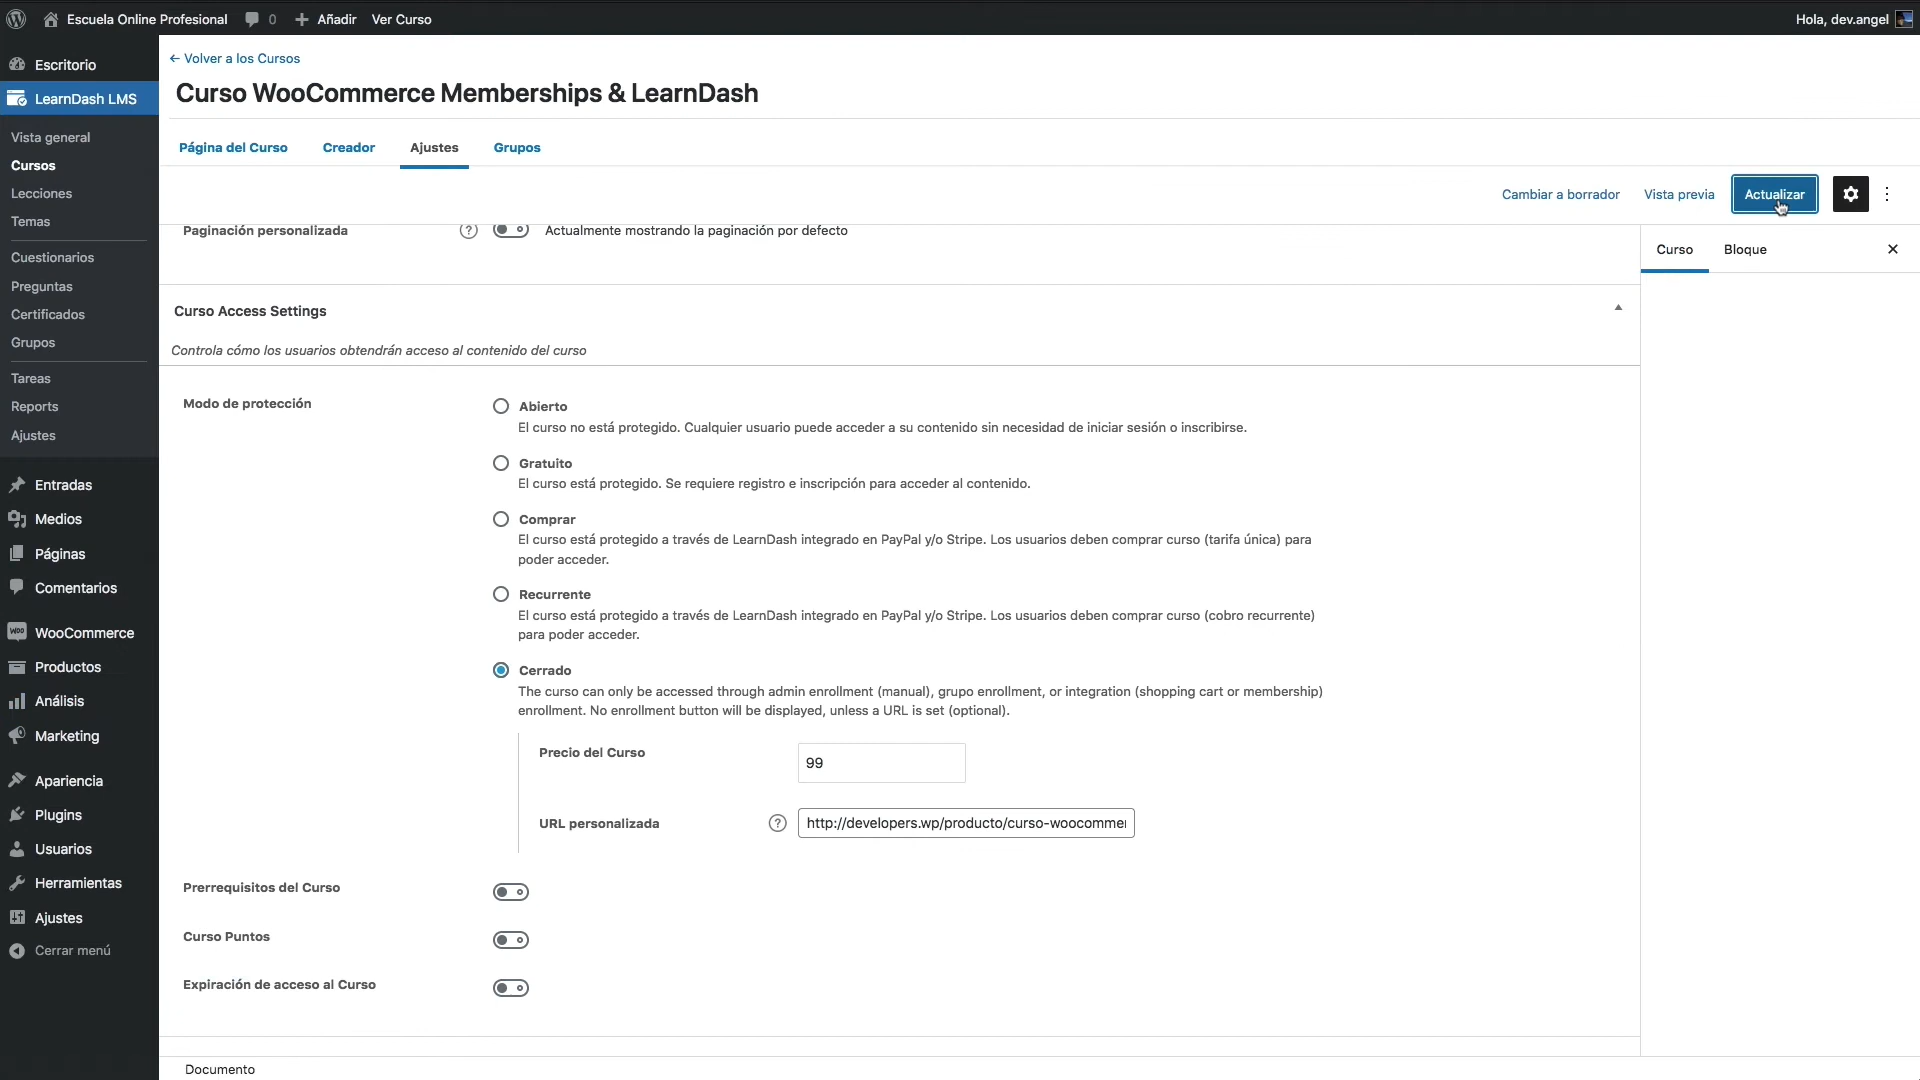 Escuela Online Profesional 0 Añadir Ver Curso Hola, dev.angel
Escritorio
LearnDash LMS
Vista general
Cursos
Lecciones
Temas
Cuestionarios
Preguntas
Certificados
Grupos
Tareas
Reports
Ajustes
Entradas
Medios
Páginas
Comentarios
WooCommerce
Productos
Análisis
Marketing
Apariencia
Plugins
Usuarios
Herramientas
Ajustes
Cerrar menú
← Volver a los Cursos
Curso WooCommerce Memberships & LearnDash
Página del Curso Creador Ajustes Grupos
Cambiar a borrador Vista previa Actualizar
Paginación personalizada ? Actualmente mostrando la paginación por defecto
Curso Access Settings
Controla cómo los usuarios obtendrán acceso al contenido del curso
Modo de protección
Abierto
El curso no está protegido. Cualquier usuario puede acceder a su contenido sin necesidad de iniciar sesión o inscribirse.
Gratuito
El curso está protegido. Se requiere registro e inscripción para acceder al contenido.
Comprar
El curso está protegido a través de LearnDash integrado en PayPal y/o Stripe. Los usuarios deben comprar curso (tarifa única) para
poder acceder.
Recurrente
El curso está protegido a través de LearnDash integrado en PayPal y/o Stripe. Los usuarios deben comprar curso (cobro recurrente)
para poder acceder.
Cerrado
The curso can only be accessed through admin enrollment (manual), grupo enrollment, or integration (shopping cart or membership)
enrollment. No enrollment button will be displayed, unless a URL is set (optional).
Precio del Curso 99
URL personalizada ? http://developers.wp/producto/curso-woocommer
Prerrequisitos del Curso
Curso Puntos
Expiración de acceso al Curso
Documento
Curso Bloque